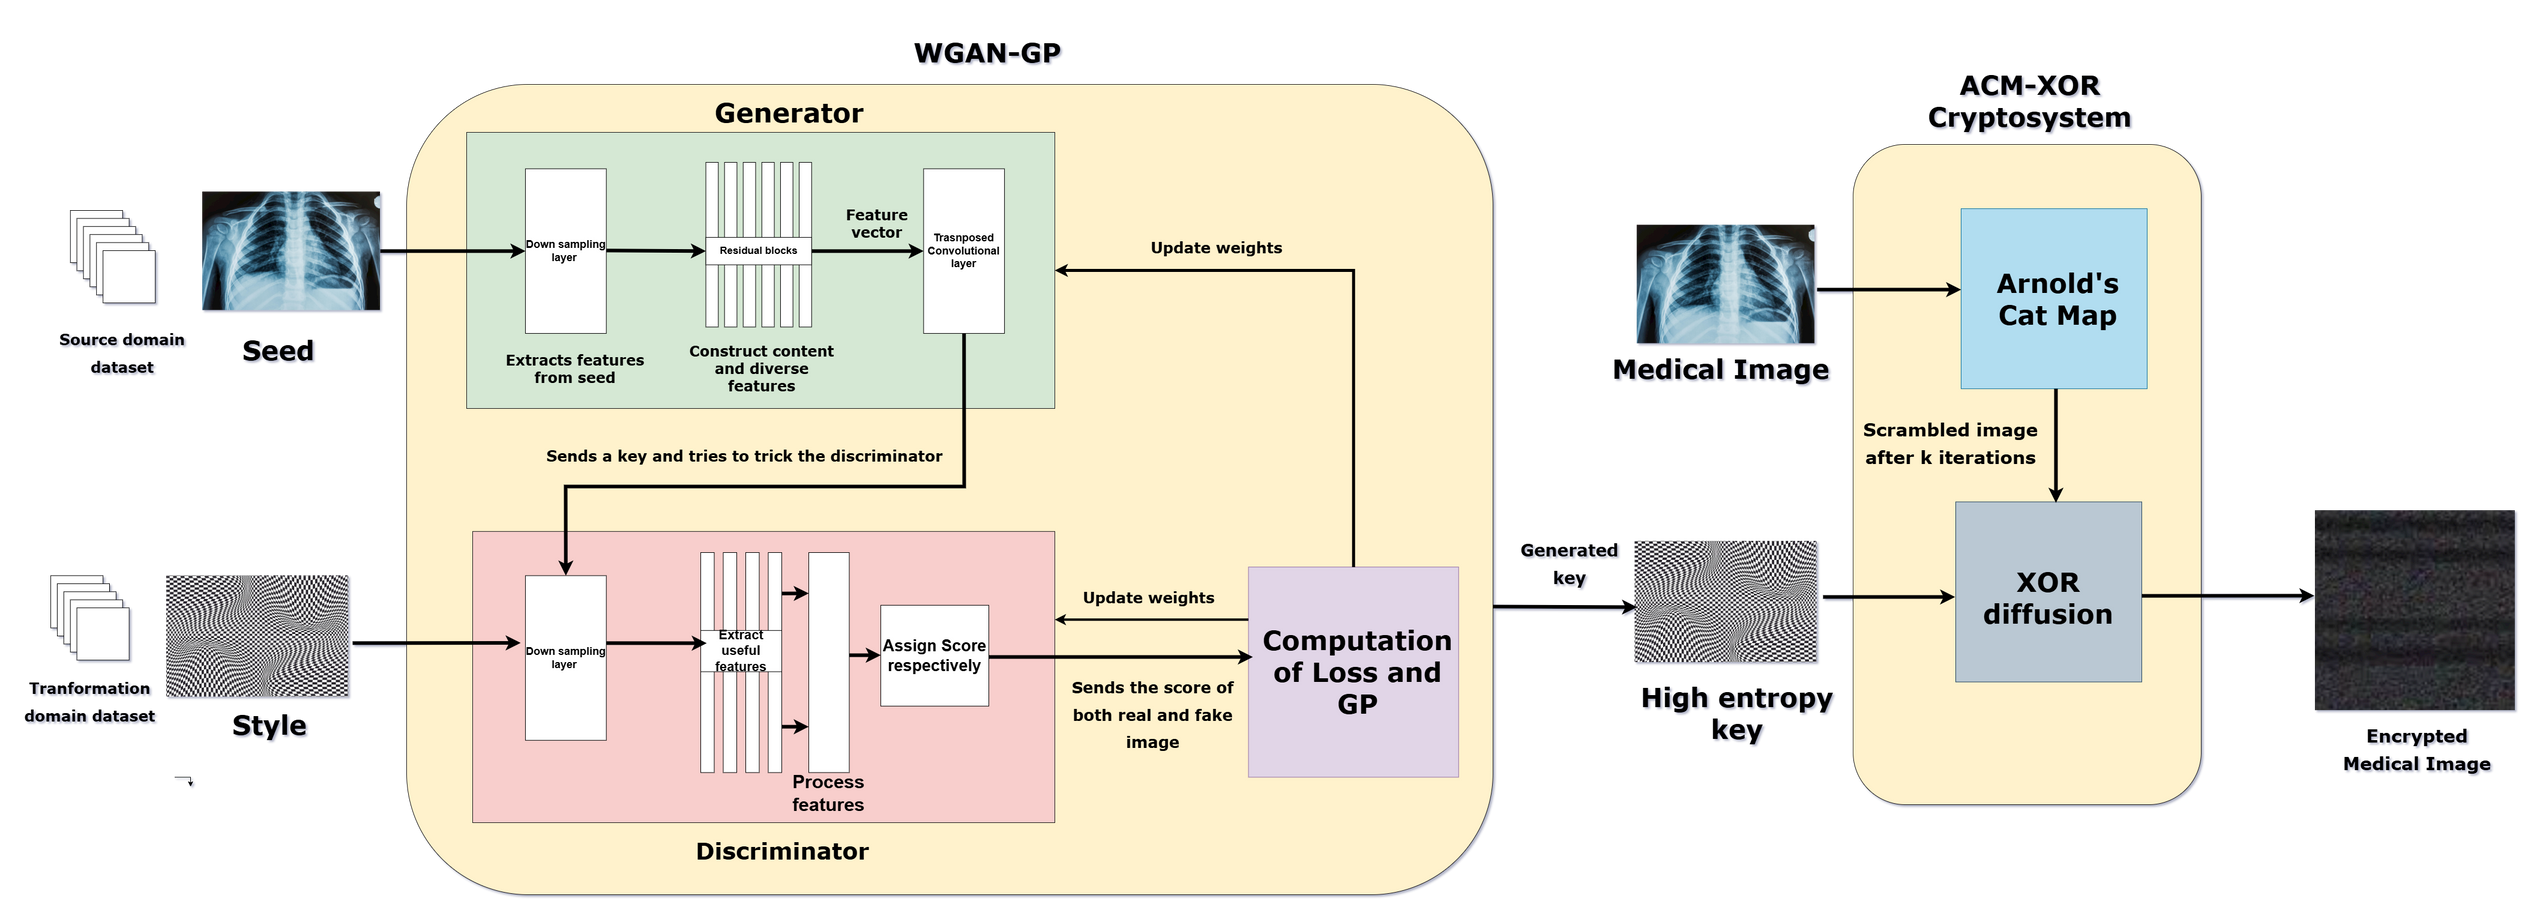 WGAN-GP
Generator
Source domain
dataset
Seed
Down sampling
layer
Extracts features
from seed
Residual blocks
Construct content
and diverse
features
Feature
vector
Trasnposed
Convolutional
layer
Update weights
Sends a key and tries to trick the discriminator
Tranformation
domain dataset
Style
Down sampling
layer
Extract
useful
features
Process
features
Assign Score
respectively
Discriminator
Update weights
Sends the score of
both real and fake
image
Computation
of Loss and
GP
Generated
key
ACM-XOR
Cryptosystem
Medical Image
Arnold's
Cat Map
Scrambled image
after k iterations
High entropy
key
XOR
diffusion
Encrypted
Medical Image